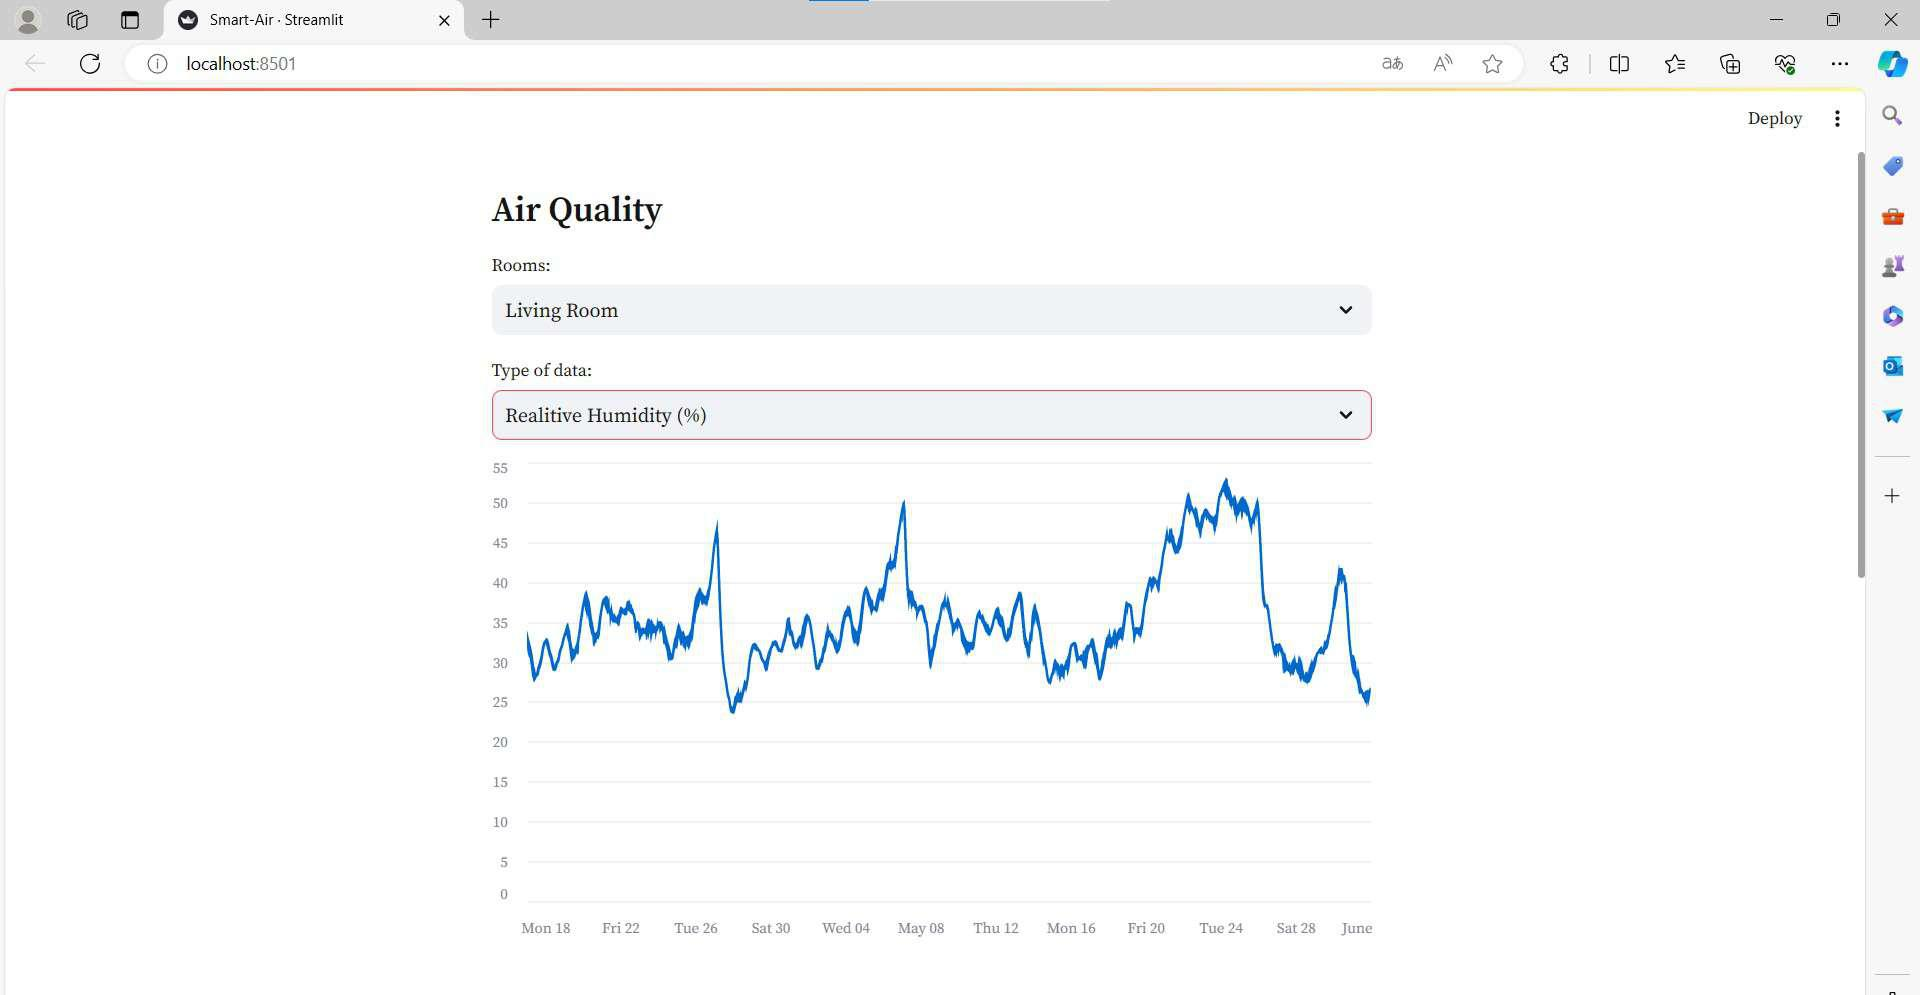 Smart-Air · Streamlit
localhost:8501
aあ
A
Deploy
Air Quality
Rooms:
Living Room
Type of data:
Realitive Humidity (%)
55
50
45
40
35
30
25
20
15
10
5
0
Mon 18 Fri 22 Tue 26 Sat 30 Wed 04 May 08 Thu 12 Mon 16 Fri 20 Tue 24 Sat 28 June